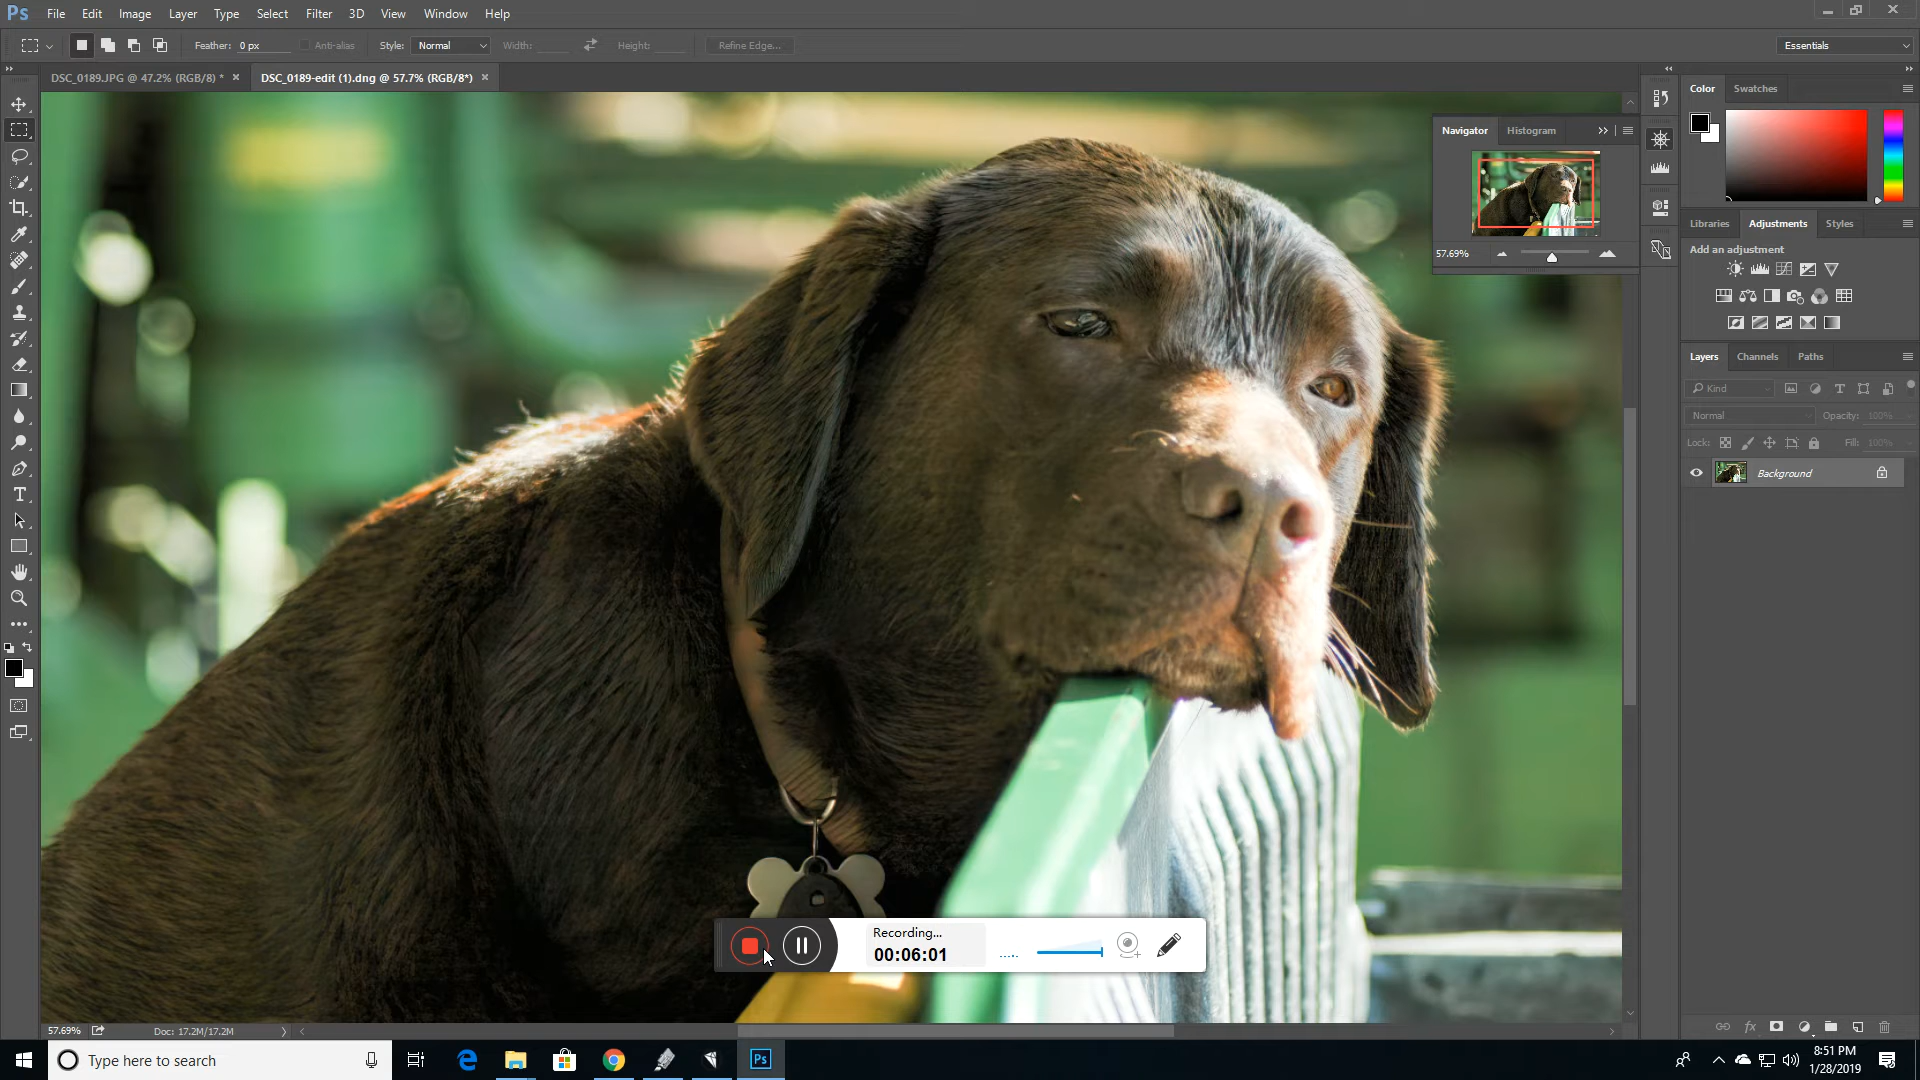 Ps File Edit Image Layer Type Select Filter 3D View Window Help
Feather: 0 px Anti-alias Style: Normal Width: Height: Refine Edge... Essentials
DSC_0189.JPG @ 47.2% (RGB/8) * × DSC_0189-edit (1).dng @ 57.7% (RGB/8*) ×
Color Swatches
Navigator Histogram
57.69%
Libraries Adjustments Styles
Add an adjustment
Layers Channels Paths
Kind
Normal Opacity: 100%
Lock: Fill: 100%
Background
Recording...
00:06:01
57.69% Doc: 17.2M/17.2M
Type here to search
Ps
8:51 PM
1/28/2019